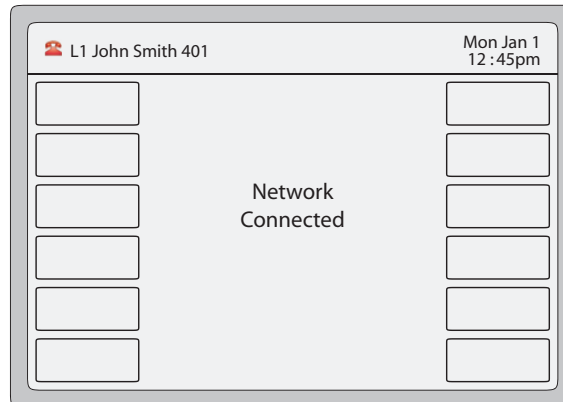 L1 John Smith 401
Mon Jan 1
12:45pm
Network
Connected